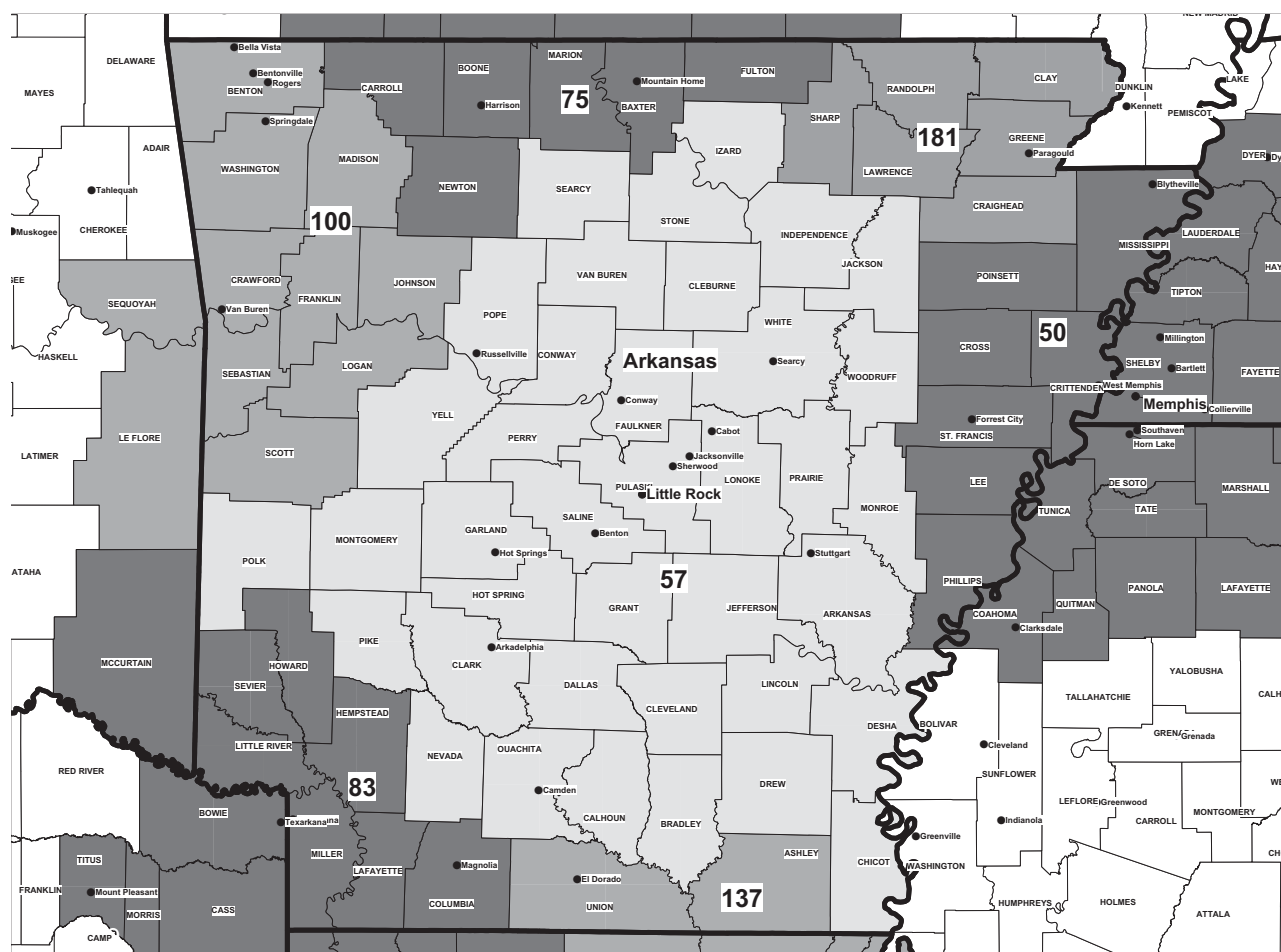 NEW MADRID
Bella Vista
DELAWARE
MARION
BOONE
FULTON
CLAY
LAKE
Bentonville
Rogers
Mountain Home
BENTON
CARROLL
RANDOLPH
DUNKLIN
MAYES
75
Harrison
BAXTER
Kennett
PEMISCOT
SHARP
Springdale
181
GREENE
ADAIR
IZARD
Paragould
DYER
MADISON
WASHINGTON
LAWRENCE
Tahlequah
NEWTON
SEARCY
Blytheville
CRAIGHEAD
100
STONE
CHEROKEE
Muskogee
INDEPENDENCE
LAUDERDALE
MISSISSIPPI
JACKSON
VAN BUREN
POINSETT
CRAWFORD
JOHNSON
CLEBURNE
TIPTON
FRANKLIN
SEQUOYAH
Van Buren
POPE
WHITE
50
Millington
CROSS
Russellville
CONWAY
Arkansas
Searcy
HASKELL
LOGAN
SHELBY
Bartlett
SEBASTIAN
WOODRUFF
FAYETTE
CRITTENDEN
West Memphis
Conway
Memphis
Collierville
YELL
Forrest City
FAULKNER
Cabot
Southaven
LE FLORE
PERRY
ST. FRANCIS
Horn Lake
SCOTT
LATIMER
Jacksonville
Sherwood
PRAIRIE
LONOKE
LEE
DE SOTO
PULASKI
Little Rock
MARSHALL
MONROE
TUNICA
TATE
SALINE
GARLAND
Benton
MONTGOMERY
Hot Springs
Stuttgart
POLK
ATAHA
57
PHILLIPS
PANOLA
LAFAYETTE
HOT SPRING
GRANT
JEFFERSON
ARKANSAS
COAHOMA
QUITMAN
Clarksdale
PIKE
Arkadelphia
MCCURTAIN
HOWARD
CLARK
YALOBUSHA
SEVIER
DALLAS
LINCOLN
TALLAHATCHIE
HEMPSTEAD
CLEVELAND
DESHA
BOLIVAR
GRENADA
Grenada
LITTLE RIVER
OUACHITA
Cleveland
NEVADA
RED RIVER
SUNFLOWER
83
DREW
Camden
LEFLORE
Greenwood
BOWIE
CALHOUN
MONTGOMERY
Texarkana
BRADLEY
Indianola
CARROLL
Greenville
MILLER
ASHLEY
TITUS
CHICOT
Magnolia
WASHINGTON
LAFAYETTE
El Dorado
FRANKLIN
Mount Pleasant
137
COLUMBIA
UNION
HUMPHREYS
HOLMES
CASS
MORRIS
ATTALA
CAMP